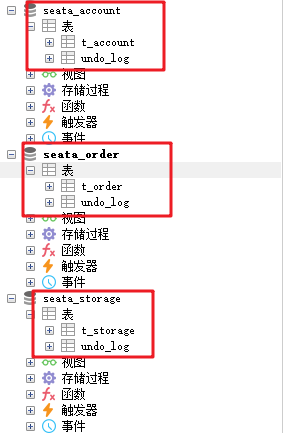 seata_account
表
t_account
undo_log
视图
存储过程
函数
触发器
事件
seata_order
表
t_order
undo_log
视图
存储过程
函数
触发器
事件
seata_storage
表
t_storage
undo_log
视图
存储过程
函数
触发器
事件